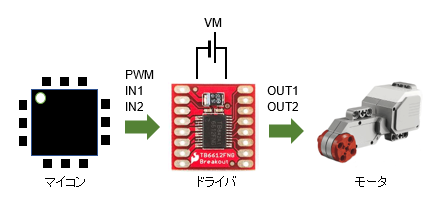 VM
PWM
IN1
IN2
OUT1
OUT2
TB6612FNG
Breakout
マイコン
ドライバ
モータ